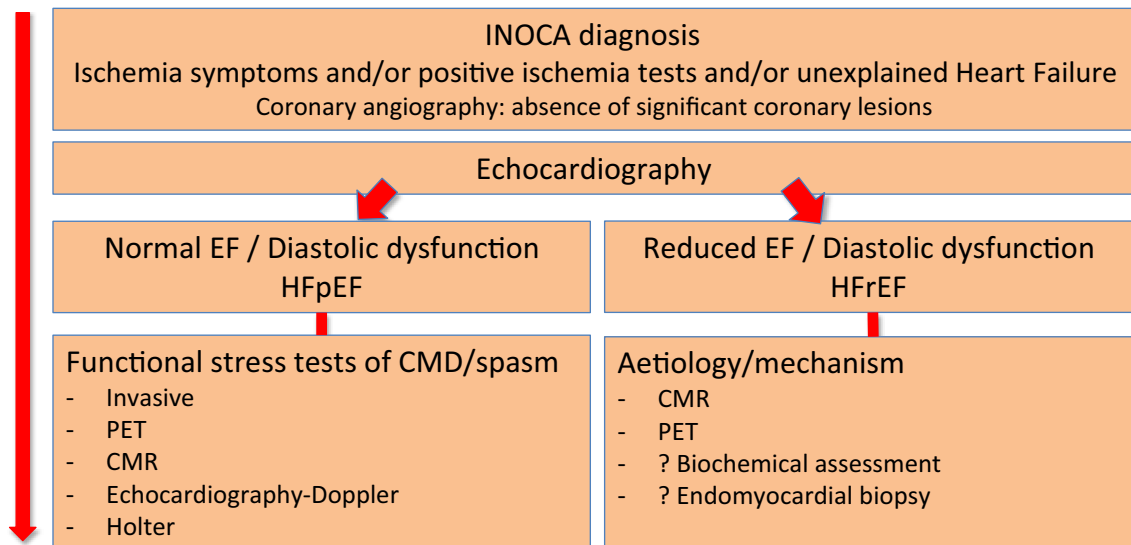 INOCA diagnosis
Ischemia symptoms and/or positive ischemia tests and/or unexplained Heart Failure
Coronary angiography: absence of significant coronary lesions
Echocardiography
Normal EF / Diastolic dysfunction
HFpEF
Reduced EF / Diastolic dysfunction
HFrEF
Functional stress tests of CMD/spasm
- Invasive
- PET
- CMR
- Echocardiography-Doppler
- Holter
Aetiology/mechanism
- CMR
- PET
- ? Biochemical assessment
- ? Endomyocardial biopsy